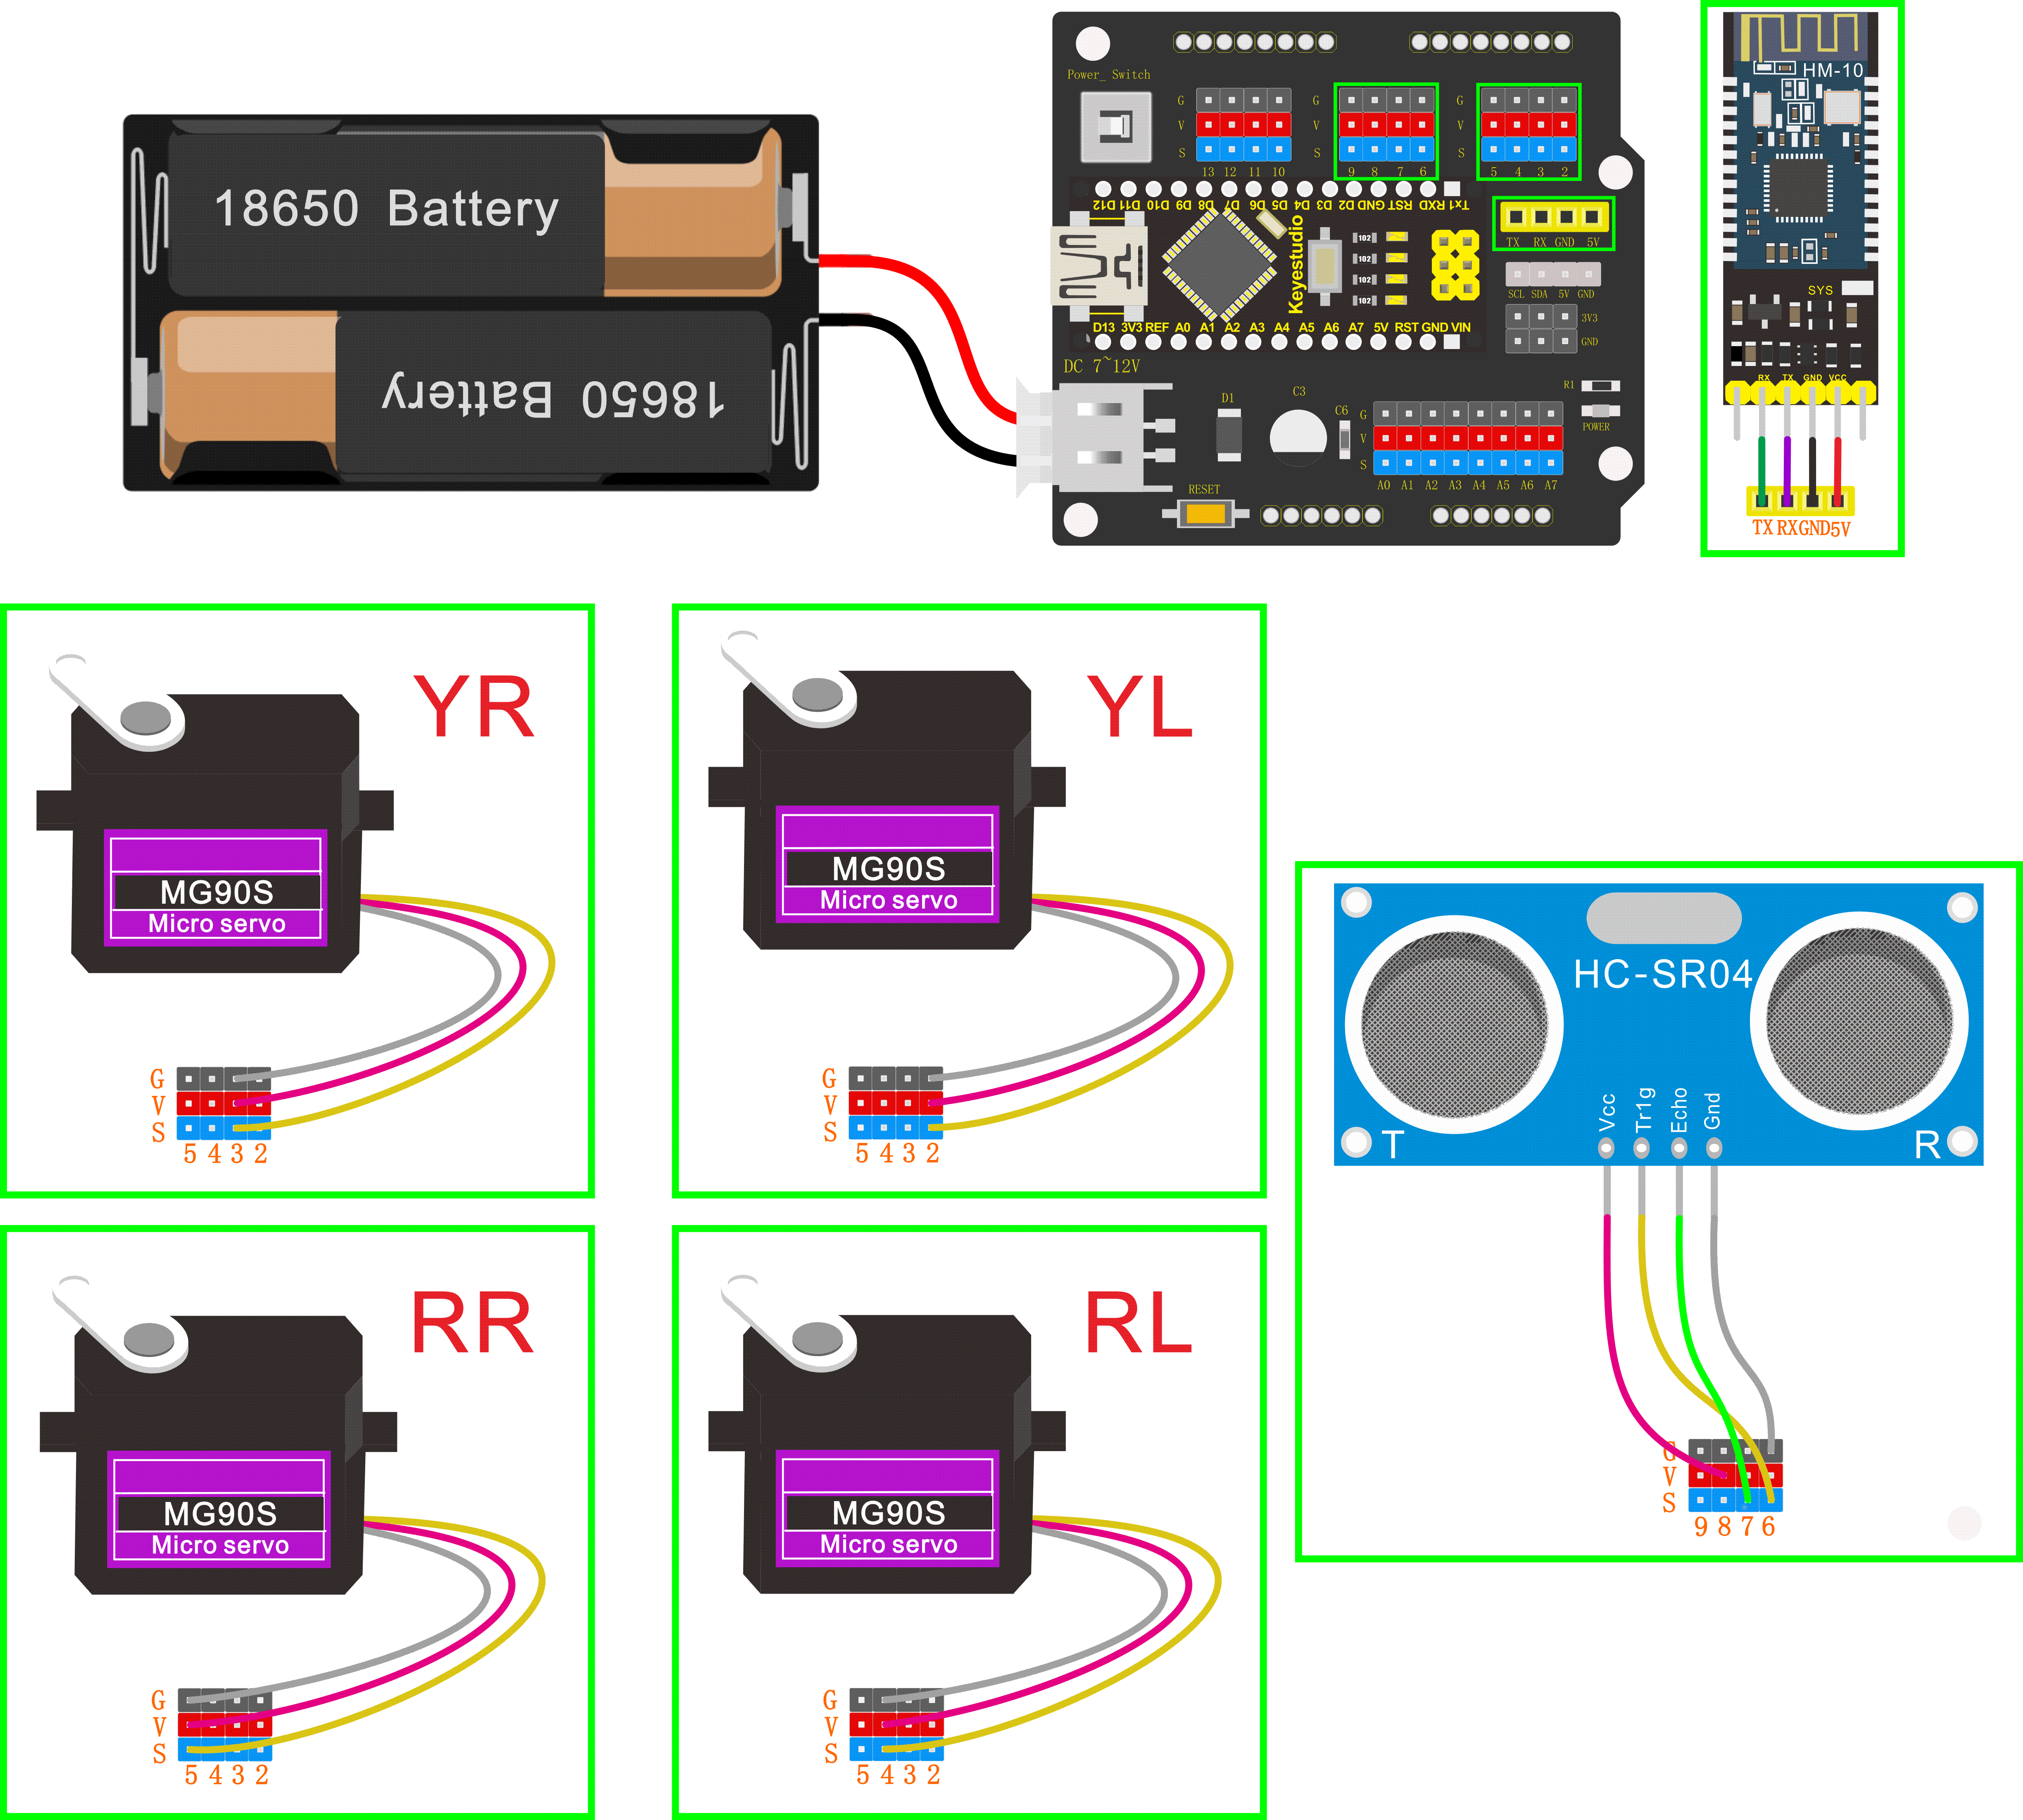 18650 Battery
18650 Battery
Power_ Switch
G
V
S
13 12 11 10
G
V
S
9 8 7 6
G
V
S
5 4 3 2
D12 D11 D10 D9 D8 D7 D6 D5 D4 D3 D2 GND RST RXD Tx1
Keyestudio
102
102
102
102
TX RX GND 5V
SCL SDA 5V GND
3V3
GND
D13 3V3 REF A0 A1 A2 A3 A4 A5 A6 A7 5V RST GND VIN
DC 7~12V
D1
C3
C6
R1
POWER
G
V
S
A0 A1 A2 A3 A4 A5 A6 A7
RESET
HM-10
SYS
RX TX GND VCC
TX RX GND 5V
YR
MG90S
Micro servo
G
V
S
5 4 3 2
YL
MG90S
Micro servo
G
V
S
5 4 3 2
RR
MG90S
Micro servo
G
V
S
5 4 3 2
RL
MG90S
Micro servo
G
V
S
5 4 3 2
HC-SR04
Vcc
Tr1g
Echo
Gnd
T
R
G
V
S
9 8 7 6